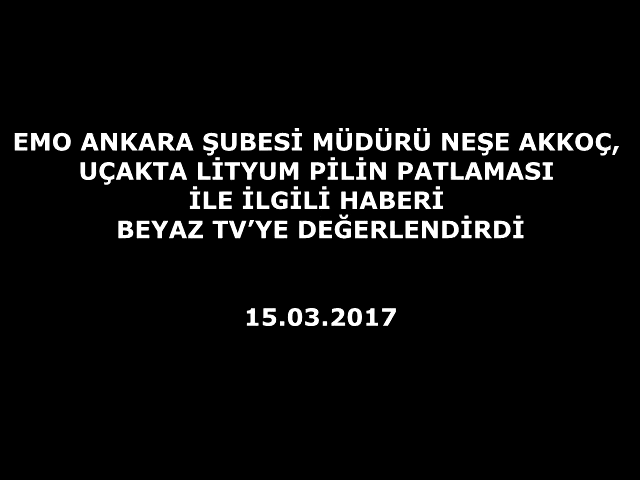 EMO ANKARA ŞUBESİ MÜDÜRÜ NEŞE AKKOÇ,
UÇAKTA LİTYUM PİLİN PATLAMASI
İLE İLGİLİ HABERİ
BEYAZ TV’YE DEĞERLENDİRDİ
15.03.2017